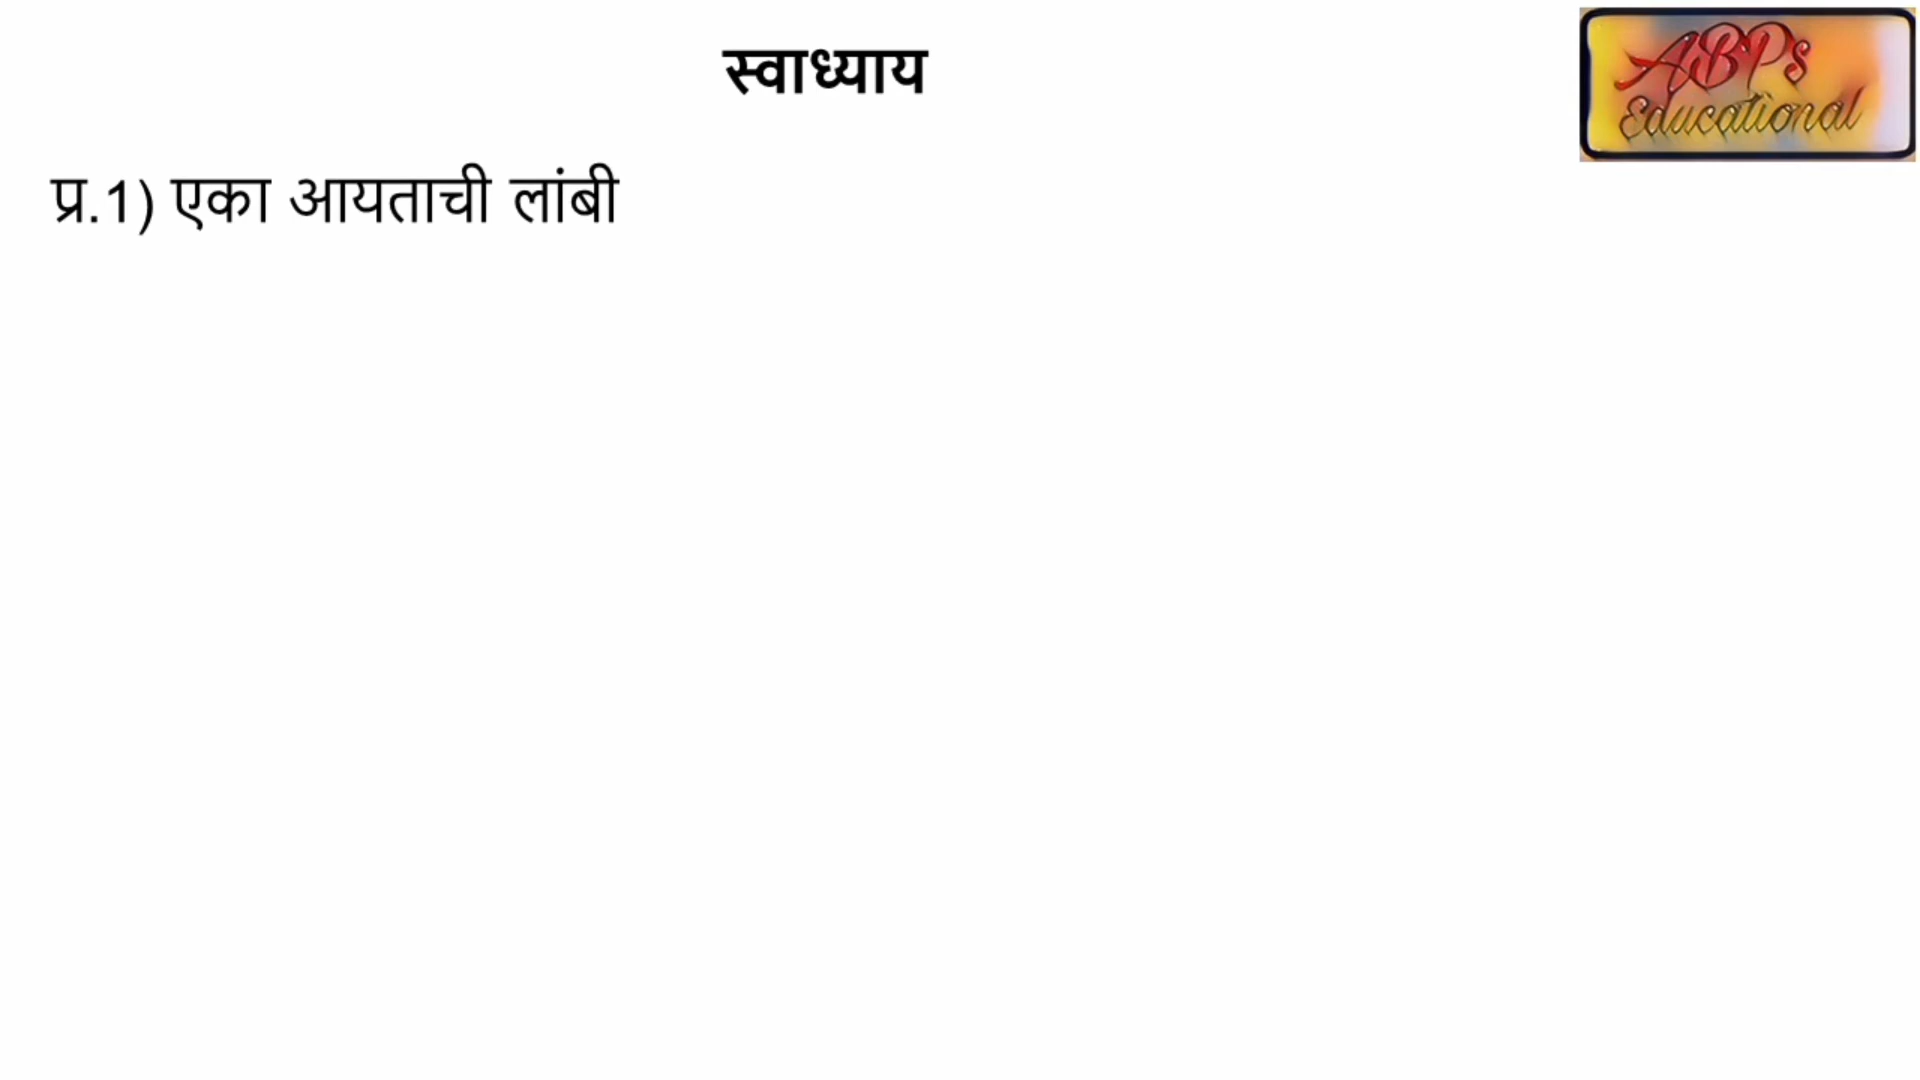 स्वाध्याय
ABPs
Educational
प्र.1) एका आयताची लांबी